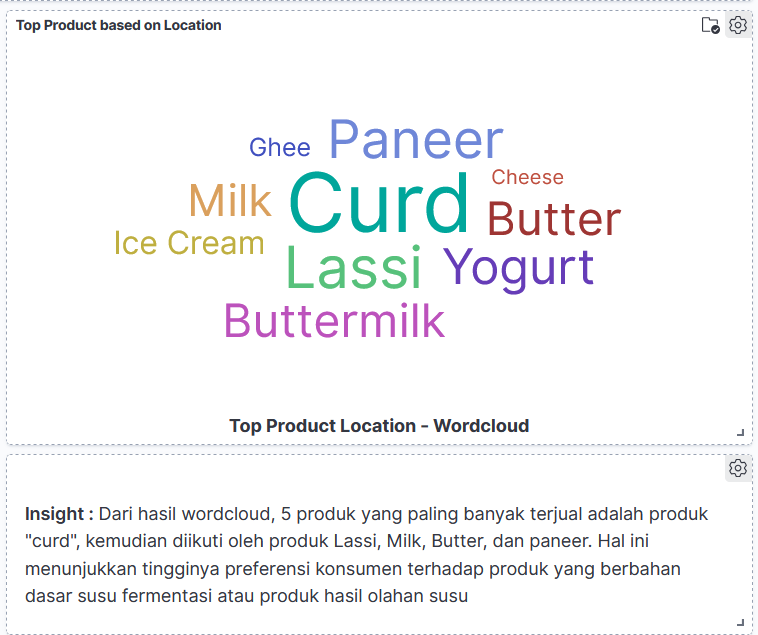 Top Product based on Location
Ghee
Paneer
Milk
Curd
Cheese
Butter
Ice Cream
Lassi
Yogurt
Buttermilk
Top Product Location - Wordcloud
Insight : Dari hasil wordcloud, 5 produk yang paling banyak terjual adalah produk
"curd", kemudian diikuti oleh produk Lassi, Milk, Butter, dan paneer. Hal ini
menunjukkan tingginya preferensi konsumen terhadap produk yang berbahan
dasar susu fermentasi atau produk hasil olahan susu